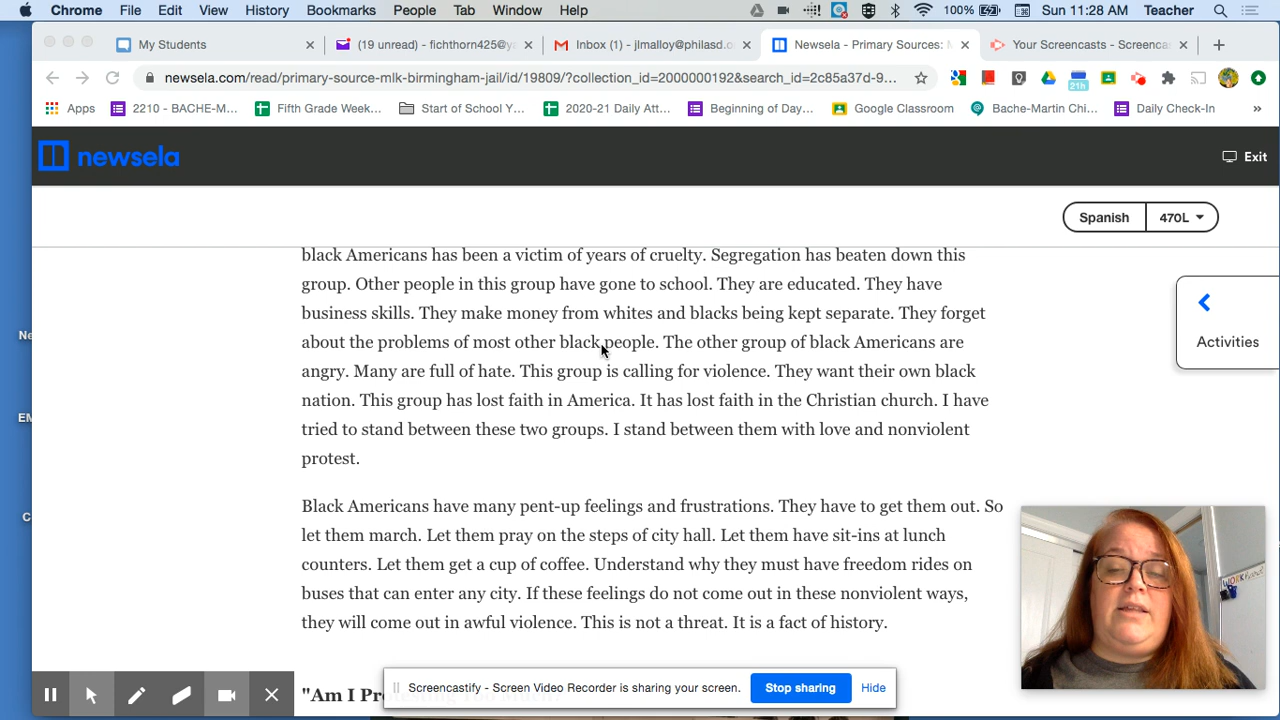 Chrome File Edit View History Bookmarks People Tab Window Help 100% Sun 11:28 AM Teacher
My Students (19 unread) - fichthorn425@y Inbox (1) - jlmalloy@philasd. Newsela - Primary Sources: M Your Screencasts - Screenca
newsela.com/read/primary-source-mlk-birmingham-jail/id/19809/?collection_id=2000000192&search_id=2c85a37d-9...
21h
Apps 2210 - BACHE-M... Fifth Grade Week... Start of School Y... 2020-21 Daily Att... Beginning of Day... Google Classroom Bache-Martin Chi... Daily Check-In »
newsela Exit
Spanish 470L
black Americans has been a victim of years of cruelty. Segregation has beaten down this
group. Other people in this group have gone to school. They are educated. They have
business skills. They make money from whites and blacks being kept separate. They forget
about the problems of most other black people. The other group of black Americans are
angry. Many are full of hate. This group is calling for violence. They want their own black
nation. This group has lost faith in America. It has lost faith in the Christian church. I have
tried to stand between these two groups. I stand between them with love and nonviolent
protest.
Activities
Black Americans have many pent-up feelings and frustrations. They have to get them out. So
let them march. Let them pray on the steps of city hall. Let them have sit-ins at lunch
counters. Let them get a cup of coffee. Understand why they must have freedom rides on
buses that can enter any city. If these feelings do not come out in these nonviolent ways,
they will come out in awful violence. This is not a threat. It is a fact of history.
"Am I Pr
Screencastify - Screen Video Recorder is sharing your screen. Stop sharing Hide
Ne
EM
C